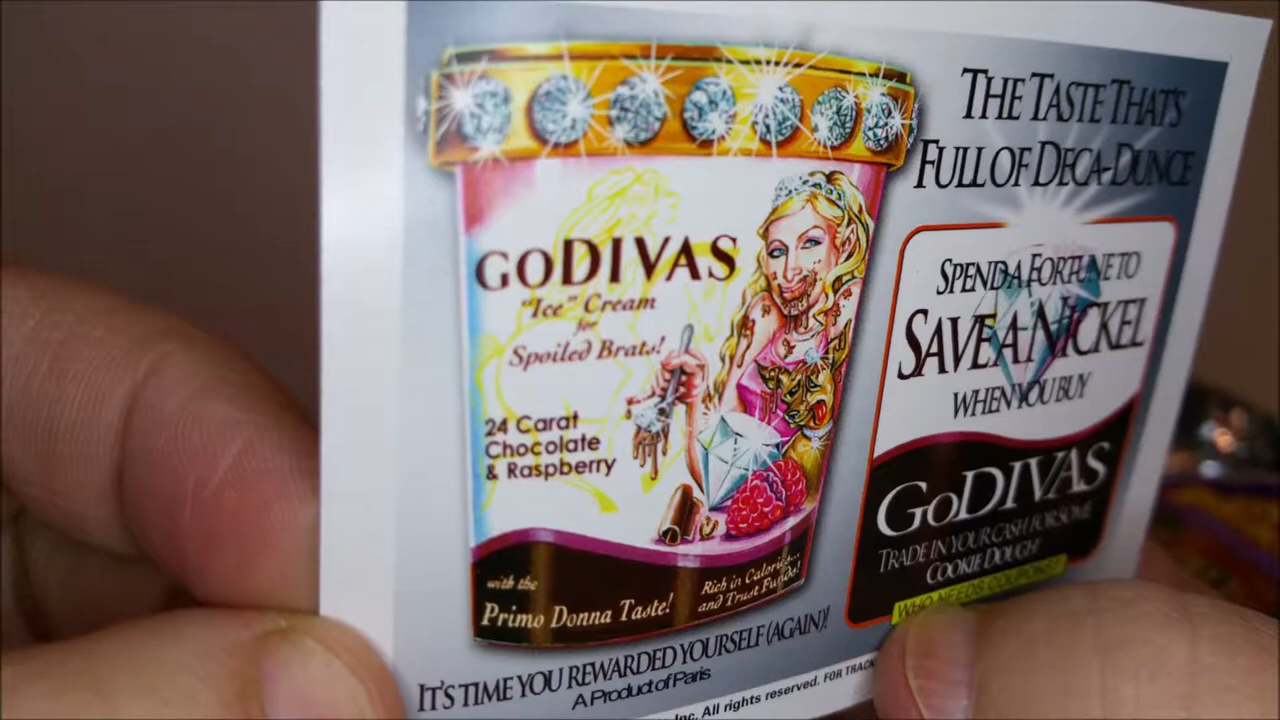 GODIVAS
"Ice" Cream
for
Spoiled Brats!
24 Carat
Chocolate
& Raspberry
with the
Primo Donna Taste!
Rich in Calories...
and Trust Funds!
THE TASTE THAT'S
FULL OF DECA-DUNCE
SPEND A FORTUNE TO
SAVE A NICKEL
WHEN YOU BUY
GODIVAS
TRADE IN YOUR CASH FOR SOME
COOKIE DOUGH!
WHO NEEDS COUPONS?
IT'S TIME YOU REWARDED YOURSELF (AGAIN)!
A Product of Paris
Inc. All rights reserved. FOR TRACK